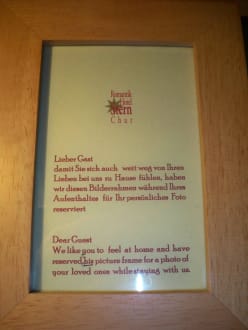 Romantik
Hotel
Stern
Chur
Lieber Gast
damit Sie sich auch weit weg von Ihren
Lieben bei uns zu Hause fühlen, haben
wir diesen Bilderrahmen während Ihres
Aufenthaltes für Ihr persönliches Foto
reserviert
Dear Guest
We like you to feel at home and have
reserved his picture frame for a photo of
your loved ones while staying with us.